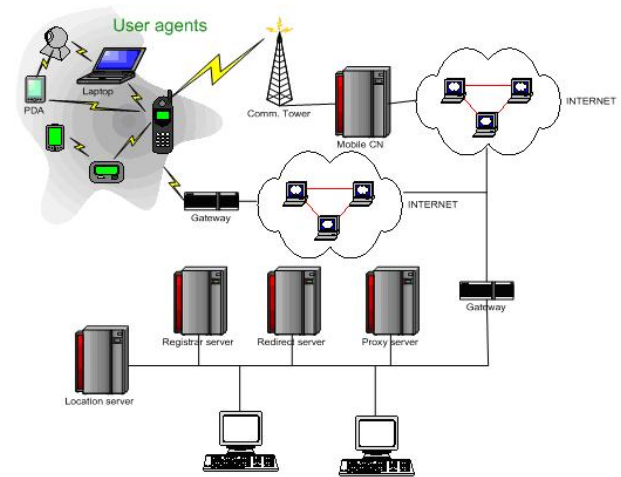 User agents
Laptop
PDA
Comm. Tower
Mobile CN
INTERNET
INTERNET
Gateway
Gateway
Registrar server
Redirect server
Proxy server
Location server